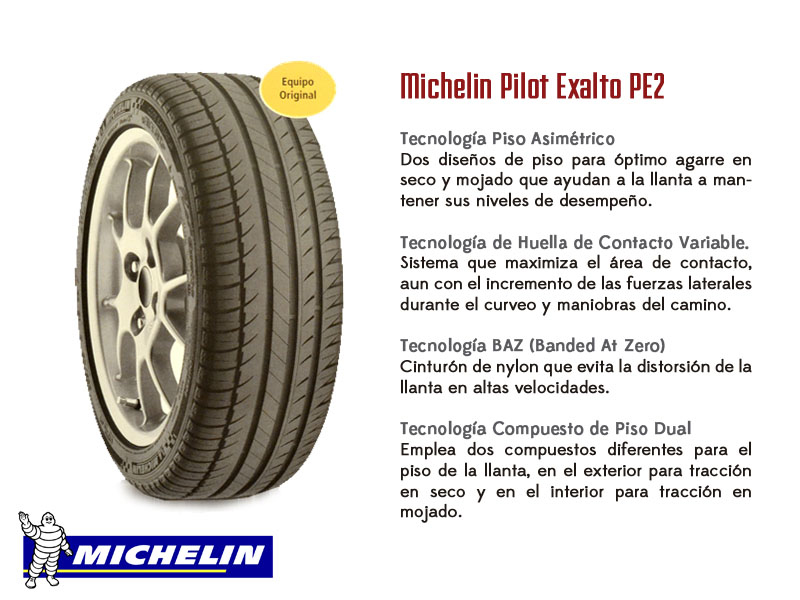 Equipo
Original
Michelin Pilot Exalto PE2
Tecnología Piso Asimétrico
Dos diseños de piso para óptimo agarre en
seco y mojado que ayudan a la llanta a man-
tener sus niveles de desempeño.
Tecnología de Huella de Contacto Variable.
Sistema que maximiza el área de contacto,
aun con el incremento de las fuerzas laterales
durante el curveo y maniobras del camino.
Tecnología BAZ (Banded At Zero)
Cinturón de nylon que evita la distorsión de la
llanta en altas velocidades.
Tecnología Compuesto de Piso Dual
Emplea dos compuestos diferentes para el
piso de la llanta, en el exterior para tracción
en seco y en el interior para tracción en
mojado.
MICHELIN
MICHELIN